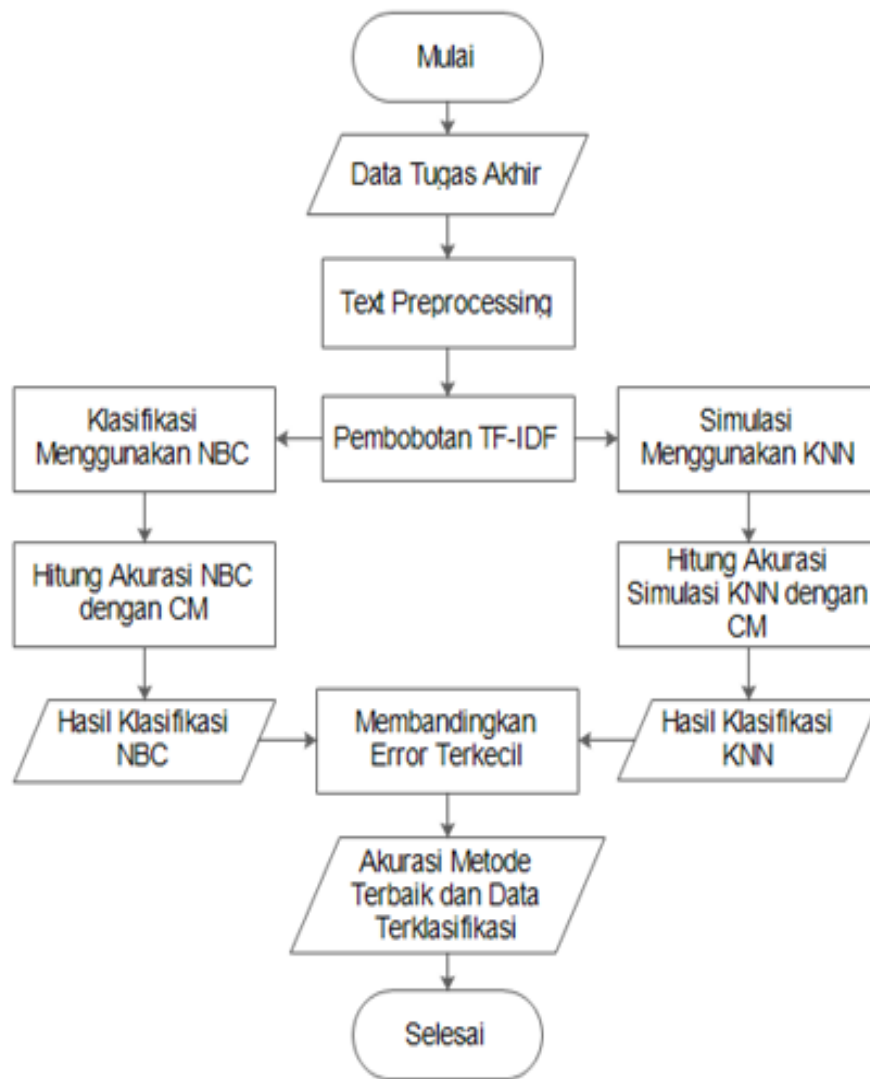 Mulai
Data Tugas Akhir
Text Preprocessing
Klasifikasi
Menggunakan NBC
Pembobotan TF-IDF
Simulasi
Menggunakan KNN
Hitung Akurasi NBC
dengan CM
Hitung Akurasi
Simulasi KNN dengan
CM
Hasil Klasifikasi
NBC
Membandingkan
Error Terkecil
Hasil Klasifikasi
KNN
Akurasi Metode
Terbaik dan Data
Terklasifikasi
Selesai